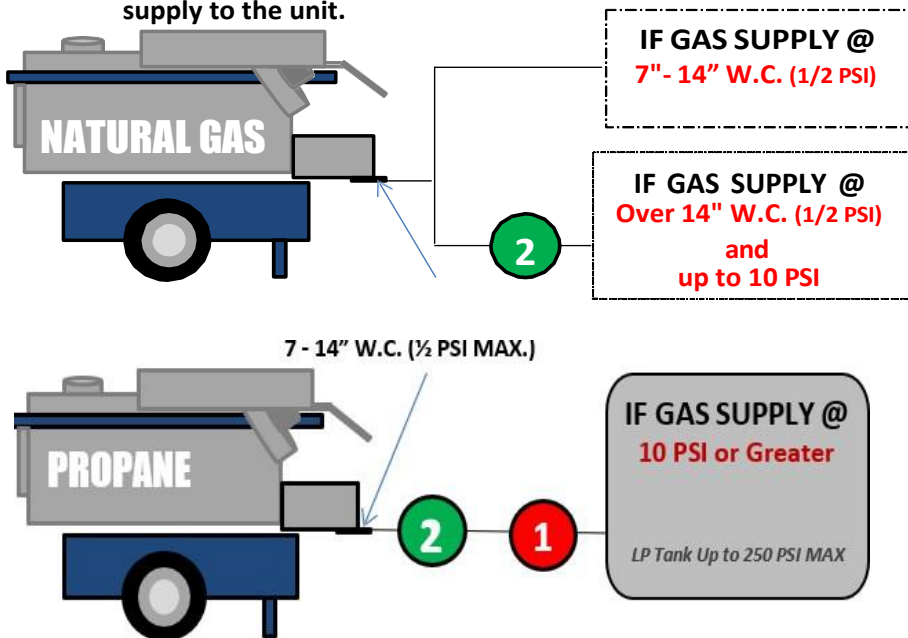 supply to the unit.
IF GAS SUPPLY @
7"- 14” W.C. (1/2 PSI)
NATURAL GAS
IF GAS SUPPLY @
Over 14" W.C. (1/2 PSI)
and
up to 10 PSI
2
7 - 14” W.C. (½ PSI MAX.)
IF GAS SUPPLY @
10 PSI or Greater
PROPANE
2
1
LP Tank Up to 250 PSI MAX